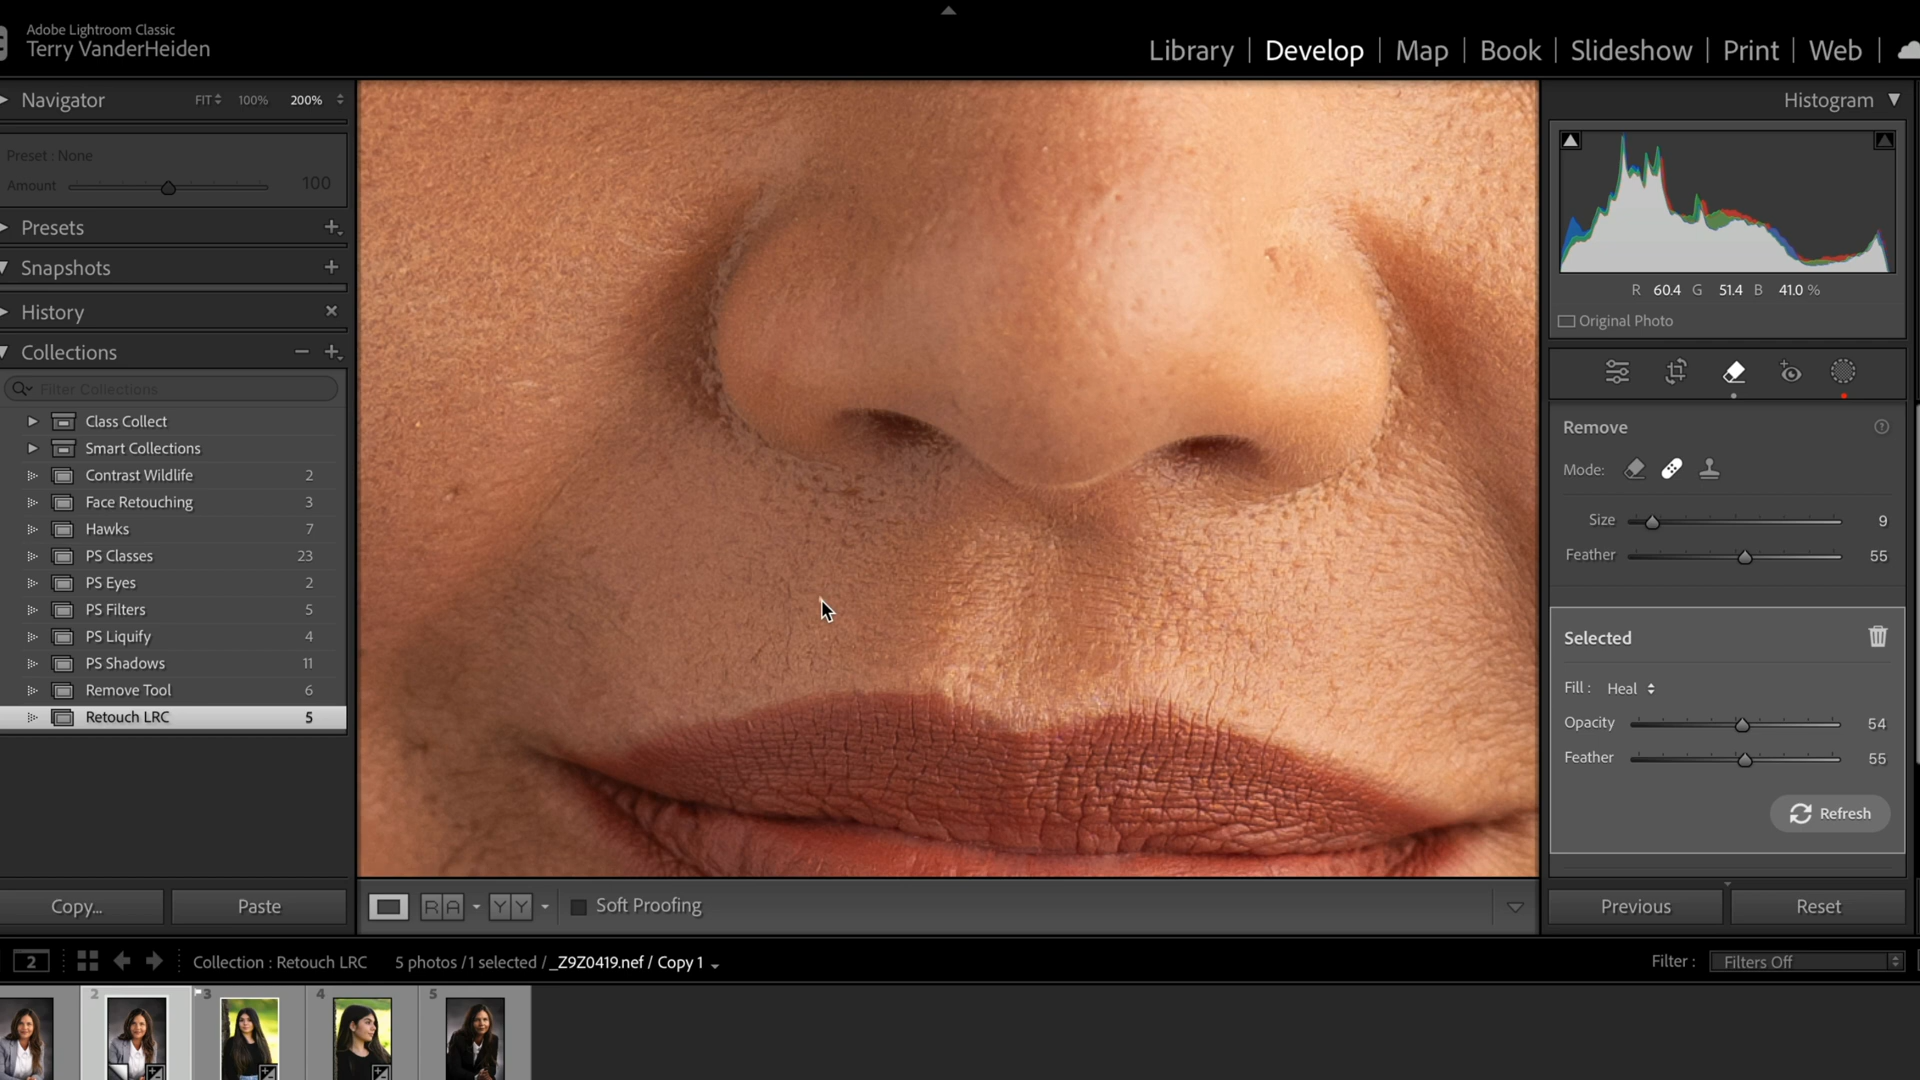 Adobe Lightroom Classic
Terry VanderHeiden
Library | Develop | Map | Book | Slideshow | Print | Web |
Navigator FIT 100% 200%
Preset : None
Amount 100
Presets
Snapshots
History
Collections
Filter Collections
Class Collect
Smart Collections
Contrast Wildlife 2
Face Retouching 3
Hawks 7
PS Classes 23
PS Eyes 2
PS Filters 5
PS Liquify 4
PS Shadows 11
Remove Tool 6
Retouch LRC 5
Copy... Paste
R A Y Y Soft Proofing
Histogram
R 60.4 G 51.4 B 41.0 %
Original Photo
Remove
Mode:
Size 9
Feather 55
Selected
Fill : Heal
Opacity 54
Feather 55
Refresh
Previous Reset
2 Collection : Retouch LRC 5 photos / 1 selected / _Z9Z0419.nef / Copy 1
Filter : Filters Off
2 3 4 5